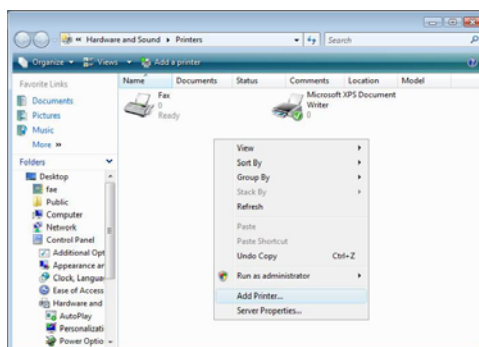 « Hardware and Sound ▸ Printers
Search
Organize Views Add a printer
Favorite Links
Documents
Pictures
Music
More »
Folders
Desktop
fae
Public
Computer
Network
Control Panel
Additional Opt
Appearance ar
Clock, Langua
Ease of Access
Hardware and
AutoPlay
Personalizati
Power Optio
Name Documents Status Comments Location Model
Fax
0
Ready
Microsoft XPS Document
Writer
0
View
Sort By
Group By
Stack By
Refresh
Paste
Paste Shortcut
Undo Copy Ctrl+Z
Run as administrator
Add Printer...
Server Properties...